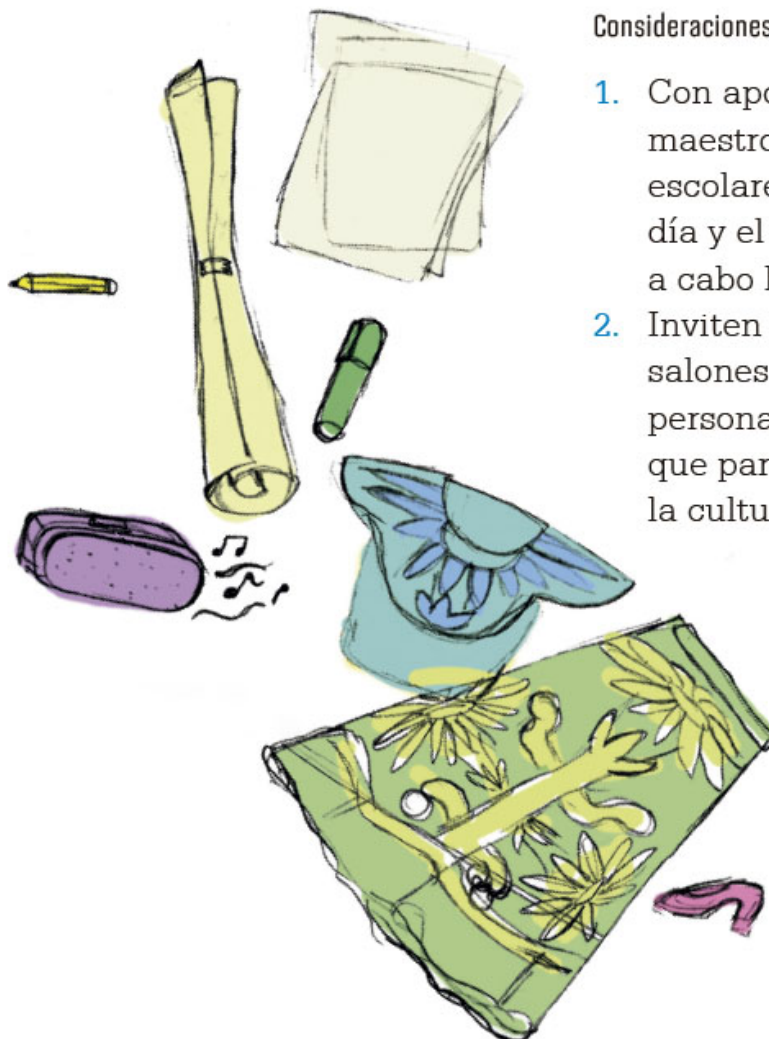 Consideraciones
1. Con apo
maestro
escolare
día y el
a cabo l
2. Inviten
salones
persona
que par
la cultu